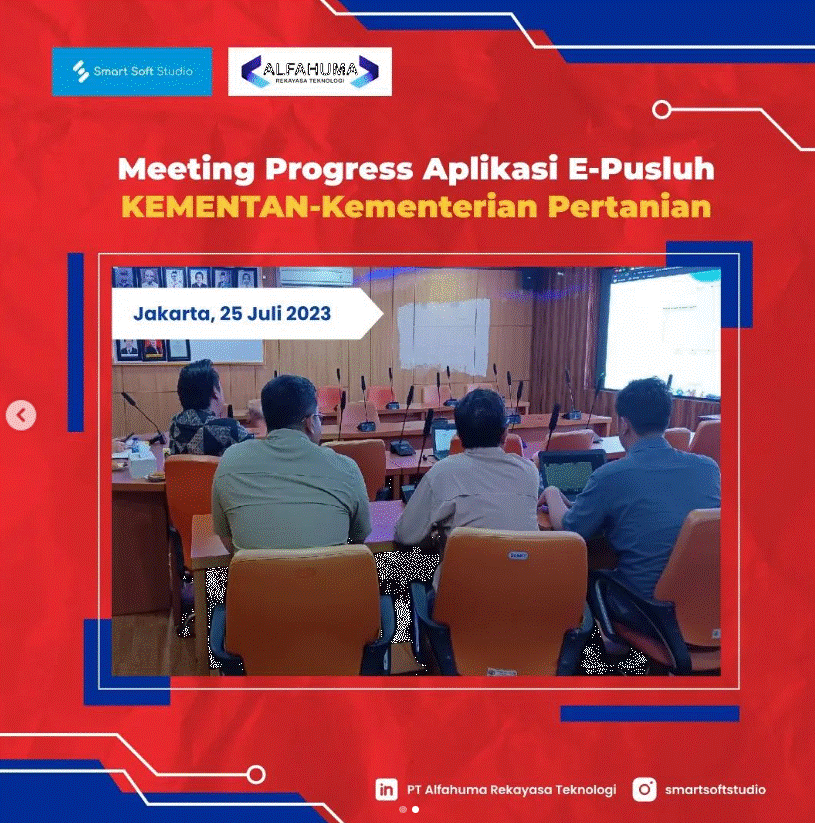 Smart Soft Studio
ALFAHUMA
REKAYASA TEKNOLOGI
Meeting Progress Aplikasi E-Pusluh
KEMENTAN-Kementerian Pertanian
Jakarta, 25 Juli 2023
PT Alfahuma Rekayasa Teknologi
smartsoftstudio